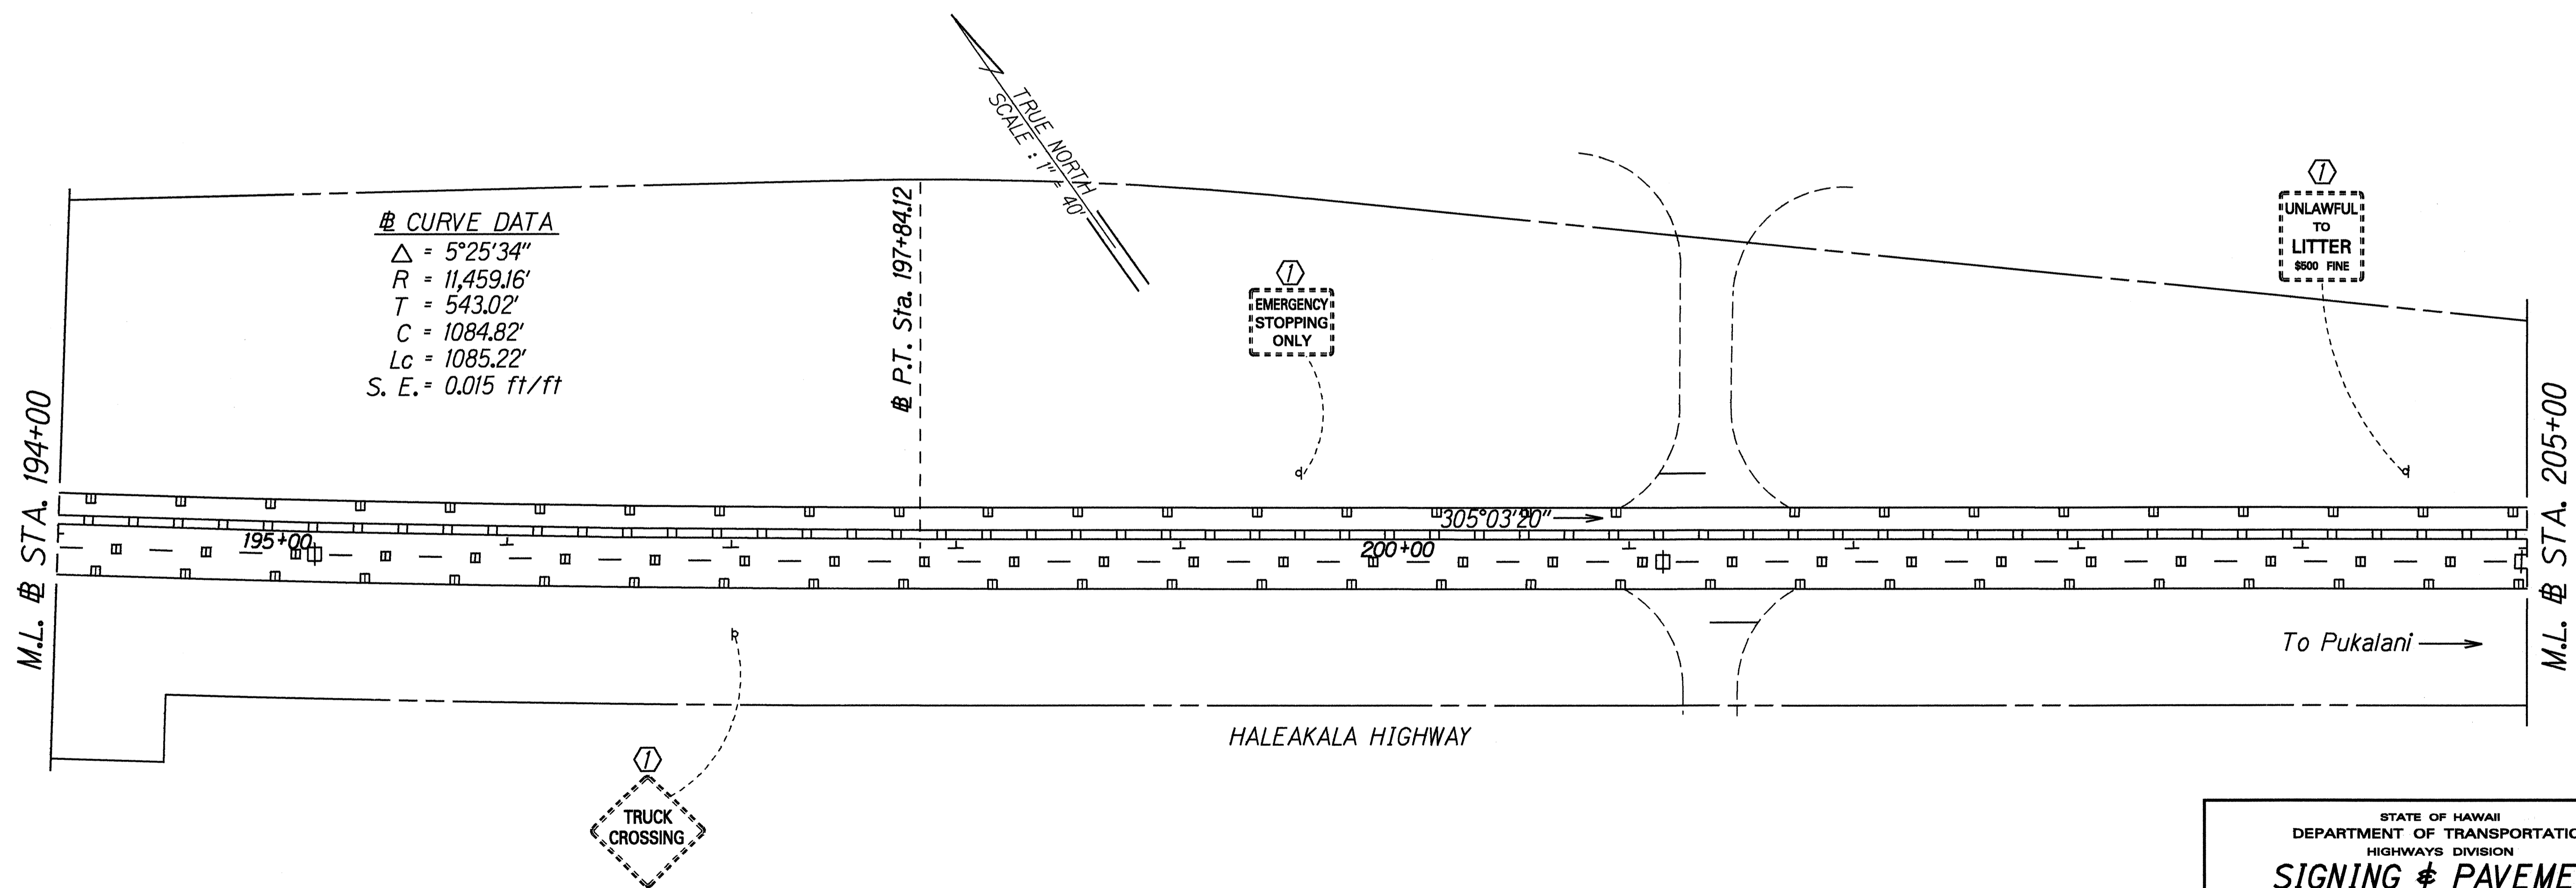 TRUE NORTH
SCALE : 1" = 40'
℄ CURVE DATA
△ = 5°25'34"
R = 11,459.16'
T = 543.02'
C = 1084.82'
Lc = 1085.22'
S. E. = 0.015 ft/ft
℄ P.T. Sta. 197+84.12
1
EMERGENCY
STOPPING
ONLY
1
UNLAWFUL
TO
LITTER
$500 FINE
M.L. ℄ STA. 194+00
M.L. ℄ STA. 205+00
305°03'20"
195+00
200+00
To Pukalani
HALEAKALA HIGHWAY
1
TRUCK
CROSSING
STATE OF HAWAII
DEPARTMENT OF TRANSPORTATIO
HIGHWAYS DIVISION
SIGNING & PAVEME